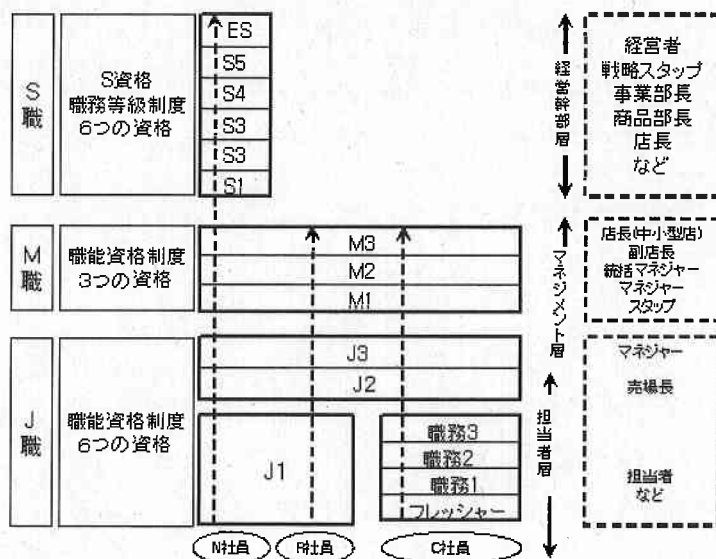 S
職
S資格
職務等級制度
6つの資格
ES
S5
S4
S3
S3
S1
経営幹部層
経営者
戦略スタッフ
事業部長
商品部長
店長
など
M
職
職能資格制度
3つの資格
M3
M2
M1
マネジメント層
店長(中小型店)
副店長
統括マネジャー
マネジャー
スタッフ
J
職
職能資格制度
6つの資格
J3
J2
J1
職務3
職務2
職務1
フレッシャー
担当者層
マネジャー
売場長
担当者
など
N社員
R社員
C社員